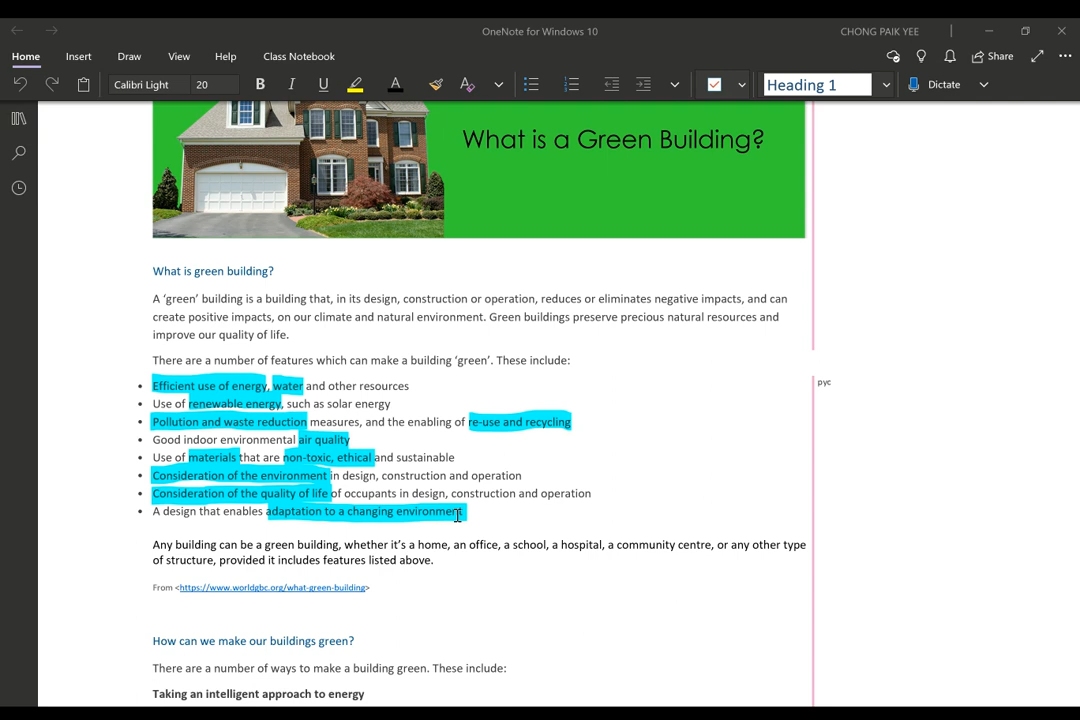 OneNote for Windows 10
CHONG PAIK YEE
Home Insert Draw View Help Class Notebook
Share
Calibri Light 20 B I U A Heading 1 Dictate
What is a Green Building?
What is green building?
A ‘green’ building is a building that, in its design, construction or operation, reduces or eliminates negative impacts, and can
create positive impacts, on our climate and natural environment. Green buildings preserve precious natural resources and
improve our quality of life.
There are a number of features which can make a building ‘green’. These include:
• Efficient use of energy, water and other resources
pyc
• Use of renewable energy, such as solar energy
• Pollution and waste reduction measures, and the enabling of re-use and recycling
• Good indoor environmental air quality
• Use of materials that are non-toxic, ethical and sustainable
• Consideration of the environment in design, construction and operation
• Consideration of the quality of life of occupants in design, construction and operation
• A design that enables adaptation to a changing environment
Any building can be a green building, whether it’s a home, an office, a school, a hospital, a community centre, or any other type
of structure, provided it includes features listed above.
From <https://www.worldgbc.org/what-green-building>
How can we make our buildings green?
There are a number of ways to make a building green. These include:
Taking an intelligent approach to energy